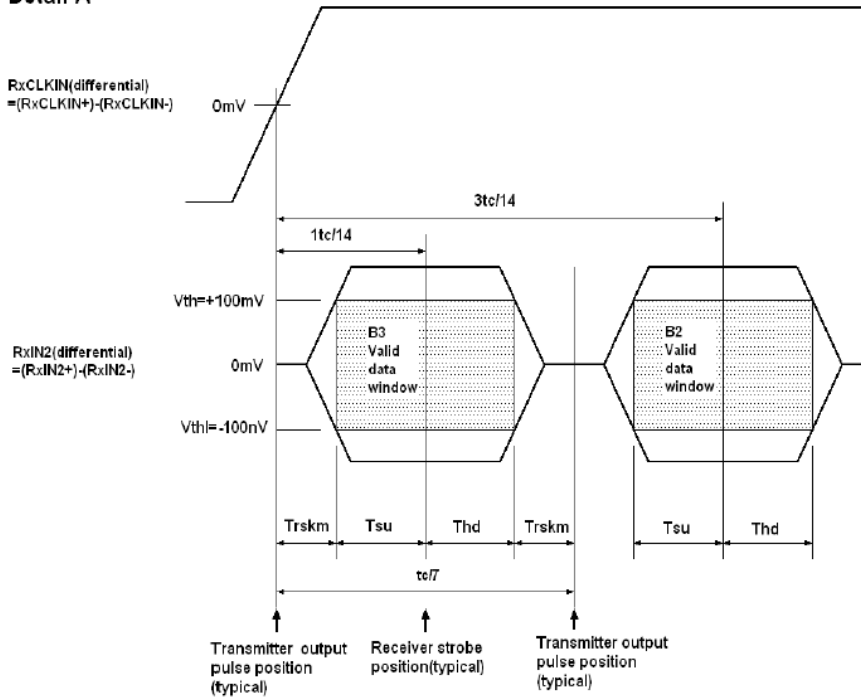 Detail A
RxCLKIN(differential)
=(RxCLKIN+)-(RxCLKIN-)
0mV
3tc/14
1tc/14
Vth=+100mV
B3
Valid
data
window
B2
Valid
data
window
RxIN2(differential)
=(RxIN2+)-(RxIN2-)
0mV
Vthl=-100nV
Trskm
Tsu
Thd
Trskm
Tsu
Thd
tc/7
Transmitter output
pulse position
(typical)
Receiver strobe
position(typical)
Transmitter output
pulse position
(typical)